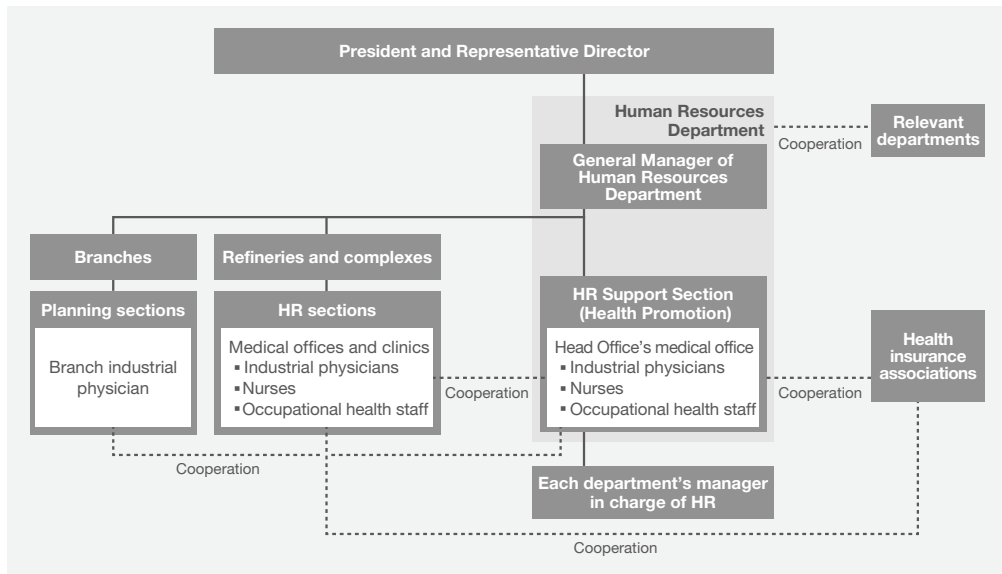 President and Representative Director
Human Resources
Department
Cooperation
Relevant
departments
General Manager of
Human Resources
Department
Branches
Refineries and complexes
Planning sections
Branch industrial
physician
HR sections
Medical offices and clinics
▪ Industrial physicians
▪ Nurses
▪ Occupational health staff
Cooperation
HR Support Section
(Health Promotion)
Head Office's medical office
▪ Industrial physicians
▪ Nurses
▪ Occupational health staff
Cooperation
Health
insurance
associations
Cooperation
Each department's manager
in charge of HR
Cooperation